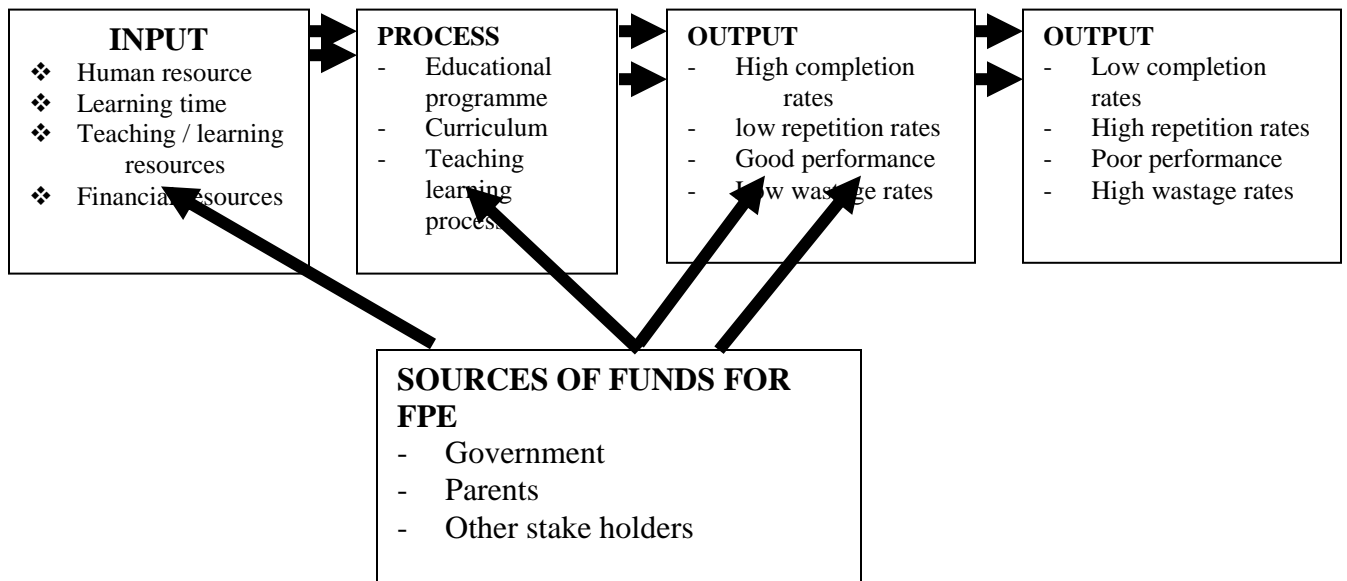 INPUT
❖ Human resource
❖ Learning time
❖ Teaching / learning
resources
❖ Financial resources
PROCESS
- Educational
programme
- Curriculum
- Teaching
learning
process
OUTPUT
- High completion
rates
- low repetition rates
- Good performance
- Low wastage rates
OUTPUT
- Low completion
rates
- High repetition rates
- Poor performance
- High wastage rates
SOURCES OF FUNDS FOR
FPE
- Government
- Parents
- Other stake holders